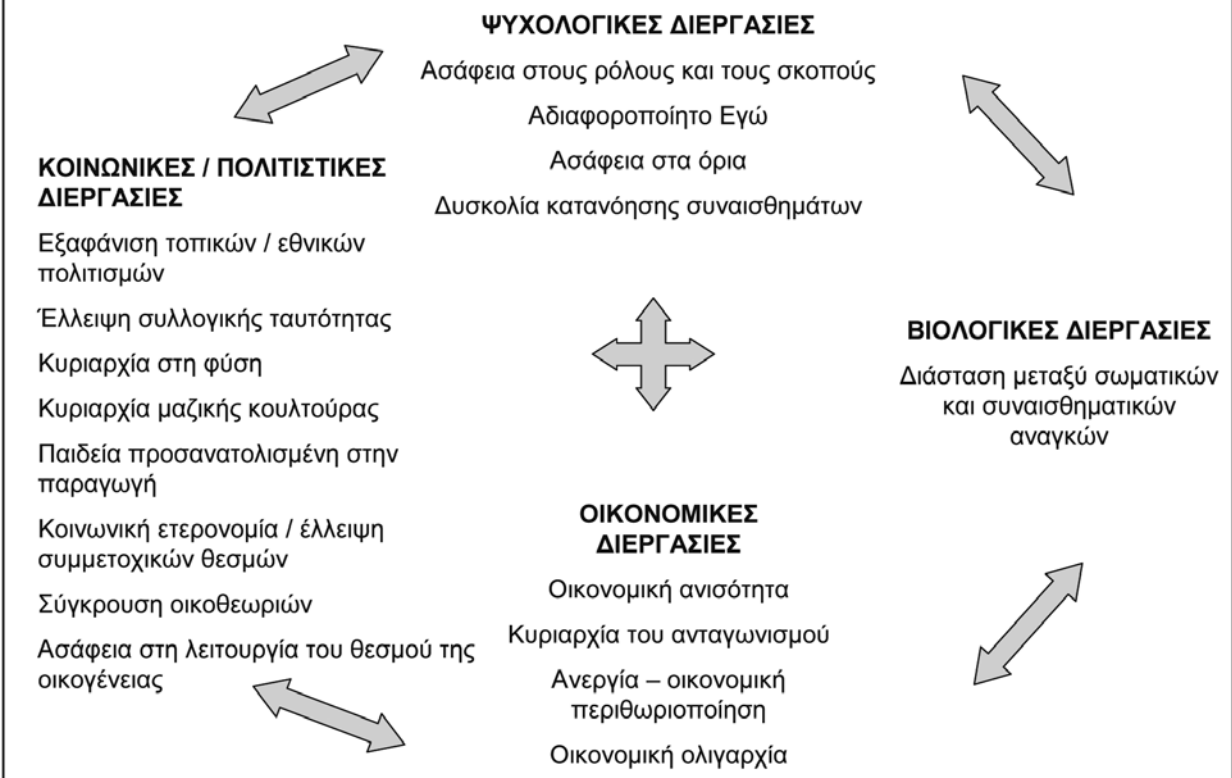 ΨΥΧΟΛΟΓΙΚΕΣ ΔΙΕΡΓΑΣΙΕΣ
Ασάφεια στους ρόλους και τους σκοπούς
Αδιαφοροποίητο Εγώ
Ασάφεια στα όρια
Δυσκολία κατανόησης συναισθημάτων
ΚΟΙΝΩΝΙΚΕΣ / ΠΟΛΙΤΙΣΤΙΚΕΣ
ΔΙΕΡΓΑΣΙΕΣ
Εξαφάνιση τοπικών / εθνικών
πολιτισμών
Έλλειψη συλλογικής ταυτότητας
Κυριαρχία στη φύση
Κυριαρχία μαζικής κουλτούρας
Παιδεία προσανατολισμένη στην
παραγωγή
Κοινωνική ετερονομία / έλλειψη
συμμετοχικών θεσμών
Σύγκρουση οικοθεωριών
Ασάφεια στη λειτουργία του θεσμού της
οικογένειας
ΒΙΟΛΟΓΙΚΕΣ ΔΙΕΡΓΑΣΙΕΣ
Διάσταση μεταξύ σωματικών
και συναισθηματικών
αναγκών
ΟΙΚΟΝΟΜΙΚΕΣ
ΔΙΕΡΓΑΣΙΕΣ
Οικονομική ανισότητα
Κυριαρχία του ανταγωνισμού
Ανεργία – οικονομική
περιθωριοποίηση
Οικονομική ολιγαρχία